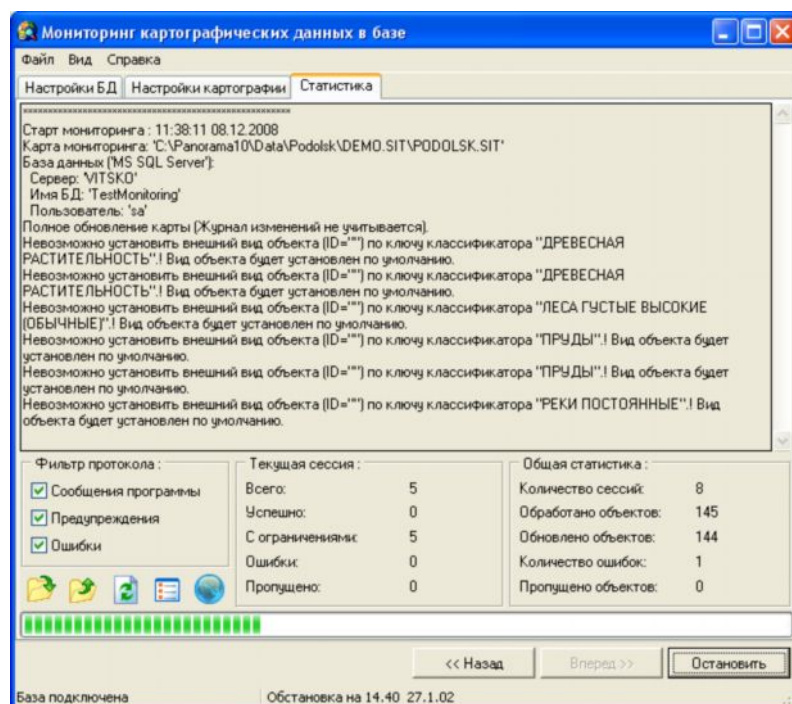 Мониторинг картографических данных в базе
Файл Вид Справка
Настройки БД Настройки картографии Статистика
Старт мониторинга : 11:38:11 08.12.2008
Карта мониторинга: 'C:\Panorama10\Data\Podolsk\DEMO.SIT\PODOLSK.SIT'
База данных ('MS SQL Server'):
Сервер: 'VITSKO'
Имя БД: 'TestMonitoring'
Пользователь: 'sa'
Полное обновление карты (Журнал изменений не учитывается).
Невозможно установить внешний вид объекта (ID="") по ключу классификатора "ДРЕВЕСНАЯ
РАСТИТЕЛЬНОСТЬ".! Вид объекта будет установлен по умолчанию.
Невозможно установить внешний вид объекта (ID="") по ключу классификатора "ДРЕВЕСНАЯ
РАСТИТЕЛЬНОСТЬ".! Вид объекта будет установлен по умолчанию.
Невозможно установить внешний вид объекта (ID="") по ключу классификатора "ЛЕСА ГУСТЫЕ ВЫСОКИЕ
(ОБЫЧНЫЕ)".! Вид объекта будет установлен по умолчанию.
Невозможно установить внешний вид объекта (ID="") по ключу классификатора "ПРУДЫ".! Вид объекта будет
установлен по умолчанию.
Невозможно установить внешний вид объекта (ID="") по ключу классификатора "ПРУДЫ".! Вид объекта будет
установлен по умолчанию.
Невозможно установить внешний вид объекта (ID="") по ключу классификатора "РЕКИ ПОСТОЯННЫЕ".! Вид
объекта будет установлен по умолчанию.
Фильтр протокола : Текущая сессия : Общая статистика :
Сообщения программы Всего: 5 Количество сессий: 8
Предупреждения Успешно: 0 Обработано объектов: 145
Ошибки С ограничениями: 5 Обновлено объектов: 144
Ошибки: 0 Количество ошибок: 1
Пропущено: 0 Пропущено объектов: 0
<< Назад Вперед >> Остановить
База подключена Обстановка на 14.40 27.1.02